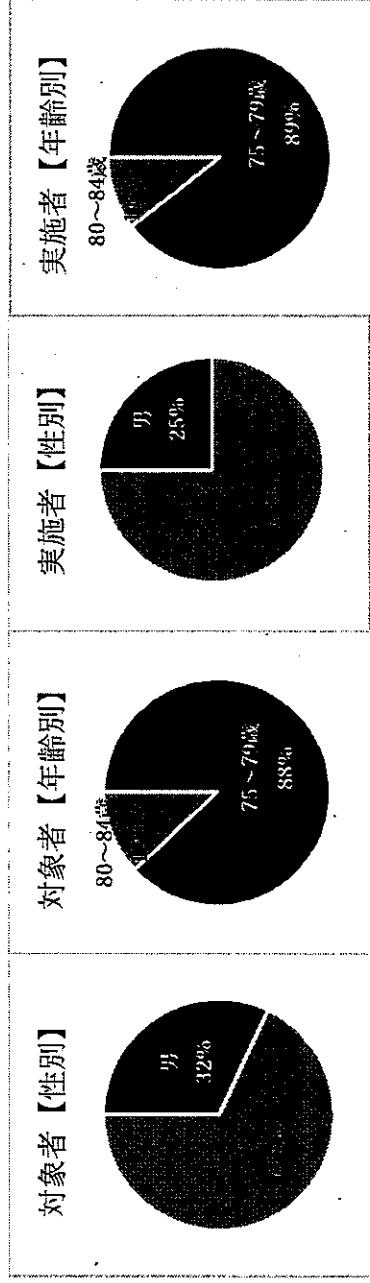 対象者【性別】
男
32%
対象者【年齢別】
80～84歳
75～79歳
88%
実施者【性別】
男
25%
実施者【年齢別】
80～84歳
75～79歳
89%